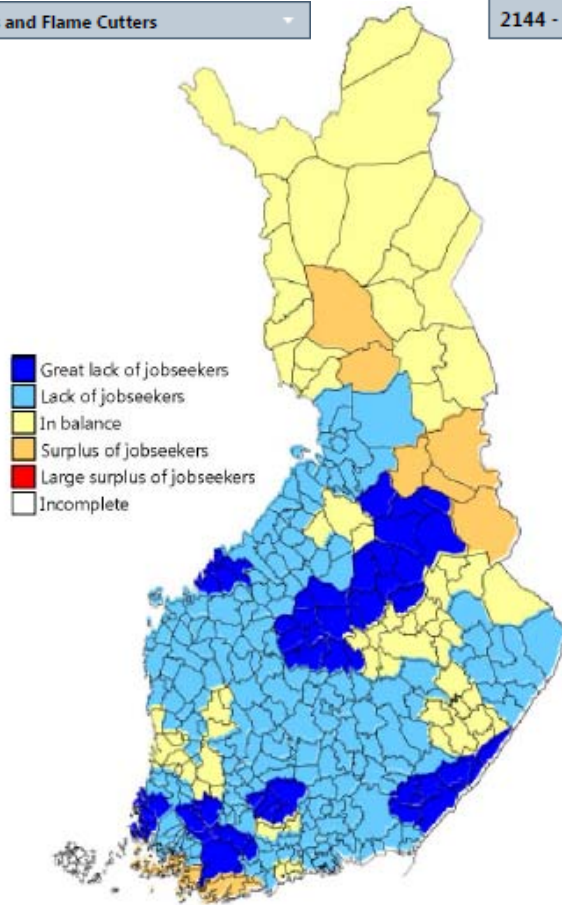 and Flame Cutters
2144 -
Great lack of jobseekers
Lack of jobseekers
In balance
Surplus of jobseekers
Large surplus of jobseekers
Incomplete